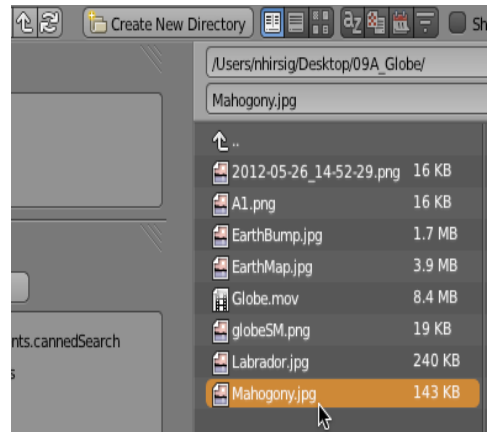 Create New Directory
Sh
/Users/nhirsig/Desktop/09A_Globe/
Mahogony.jpg
..
2012-05-26_14-52-29.png 16 KB
A1.png 16 KB
EarthBump.jpg 1.7 MB
EarthMap.jpg 3.9 MB
Globe.mov 8.4 MB
globeSM.png 19 KB
nts.cannedSearch
Labrador.jpg 240 KB
s
Mahogony.jpg 143 KB